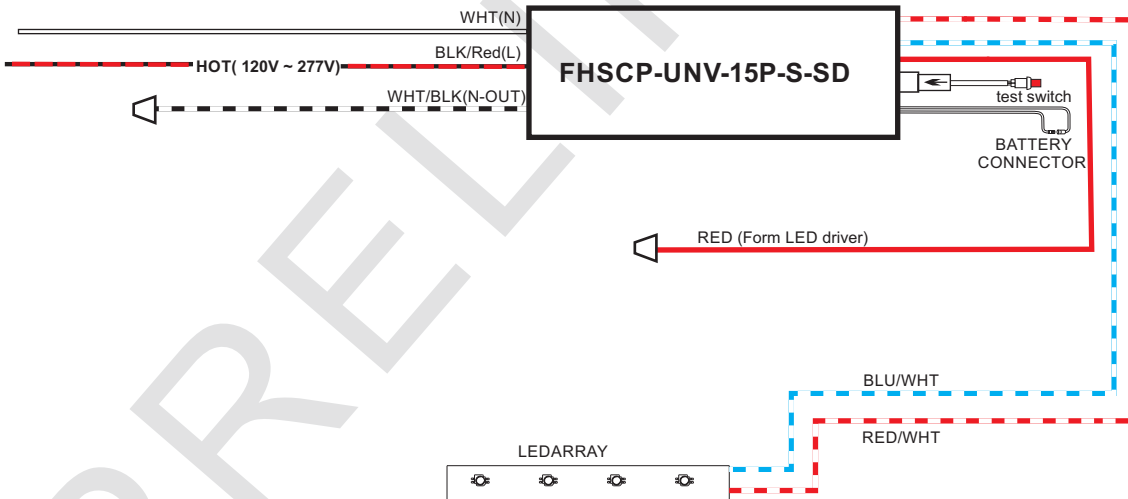 WHT(N)
BLK/Red(L)
HOT( 120V ~ 277V)
WHT/BLK(N-OUT)
FHSCP-UNV-15P-S-SD
test switch
BATTERY
CONNECTOR
RED (Form LED driver)
BLU/WHT
RED/WHT
LEDARRAY
PRELI